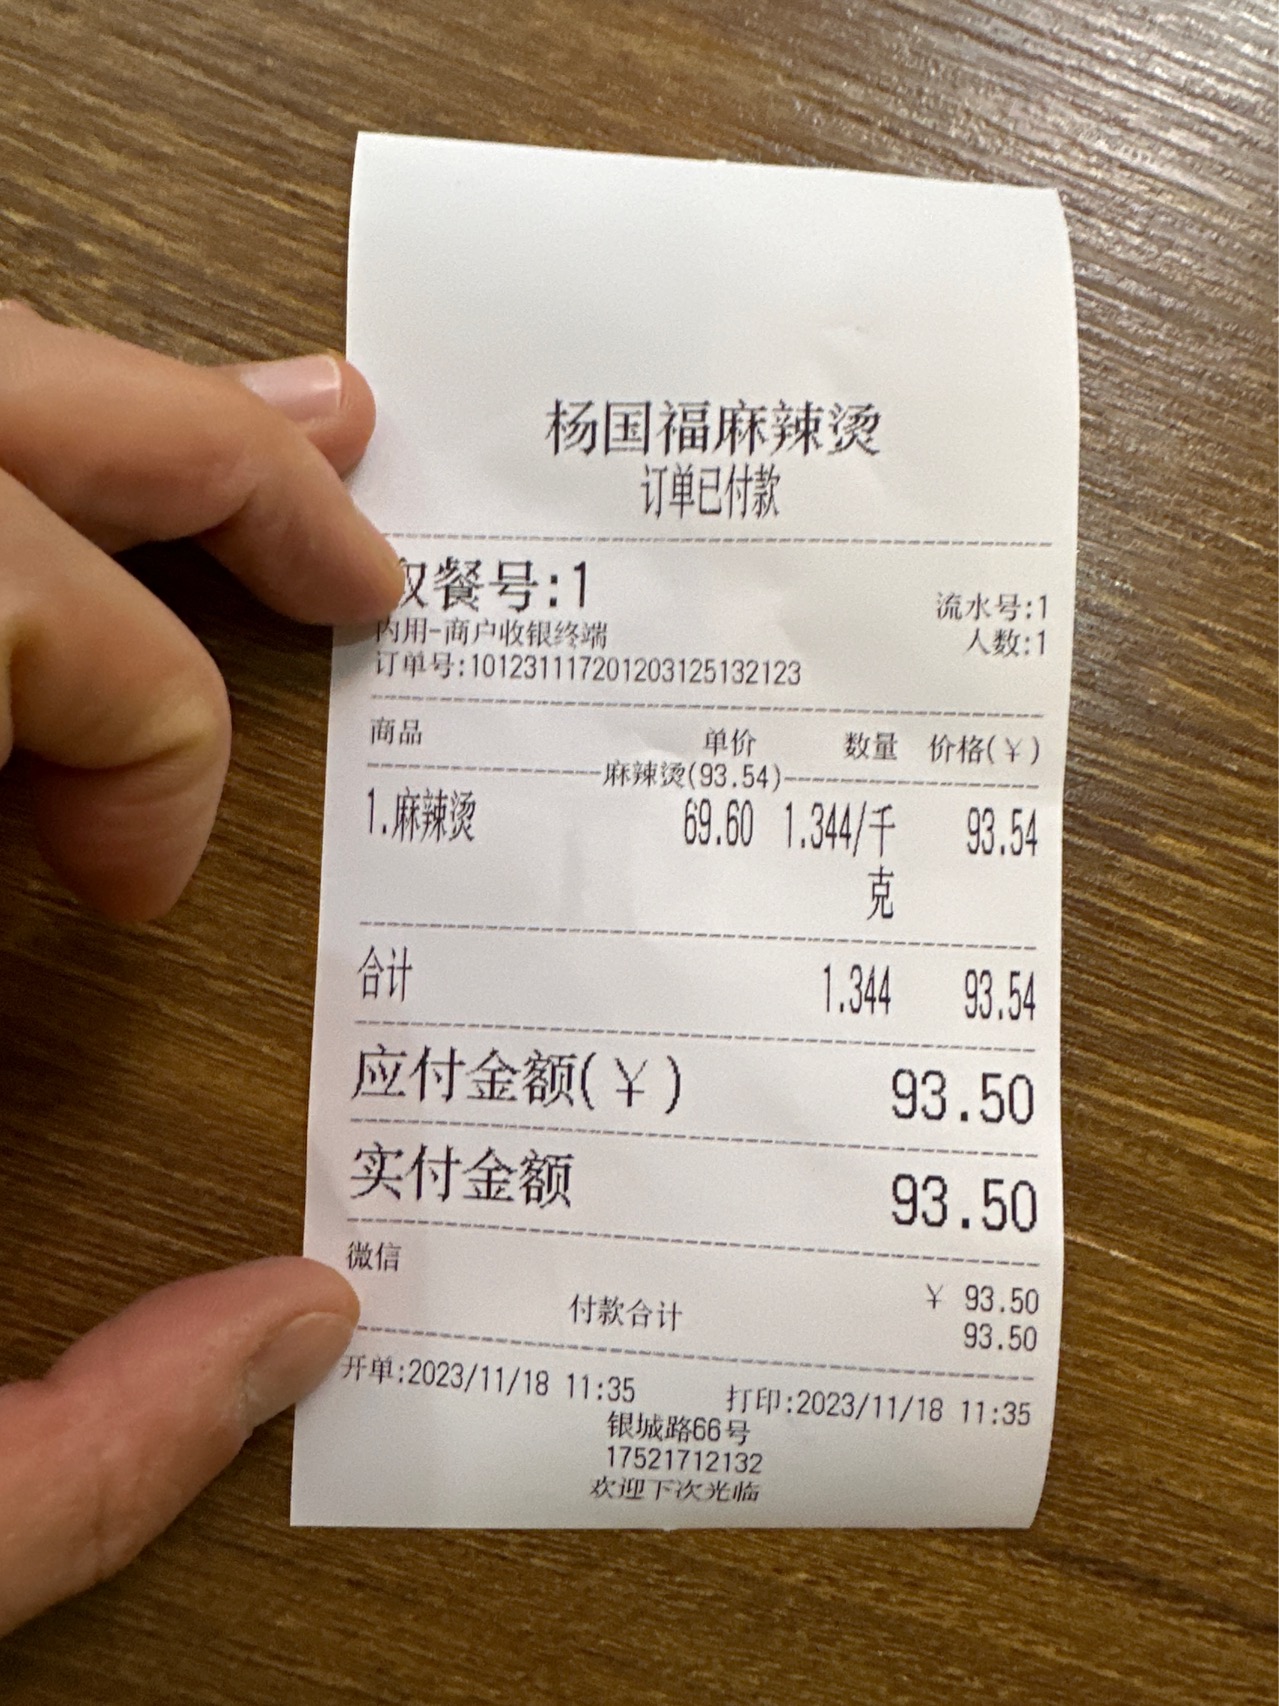 杨国福麻辣烫
订单已付款
取餐号:1
流水号:1
内用-商户收银终端
人数:1
订单号:101231117201203125132123
商品 单价 数量 价格(¥)
麻辣烫(93.54)
1.麻辣烫 69.60 1.344/千克 93.54
合计 1.344 93.54
应付金额(¥) 93.50
实付金额 93.50
微信 ¥ 93.50
付款合计 93.50
开单:2023/11/18 11:35 打印:2023/11/18 11:35
银城路66号
17521712132
欢迎下次光临